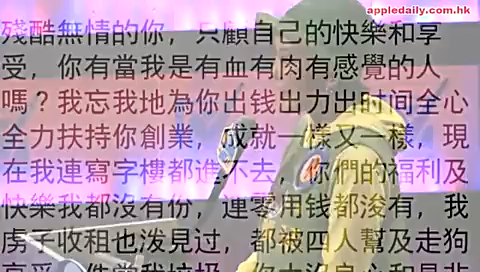 appledaily.com.hk
殘酷無情的你，只顧自己的快樂和享
受，你有當我是有血有肉有感覺的人
嗎？我忘我地為你出钱出力出时间全心
全力扶持你創業，成就一樣又一樣，現
在我連寫字樓都進不去，你們的福利及
快樂我都沒有份，連零用钱都沒有，我
虏子收租也泼見过，都被四人幫及走狗
享受，